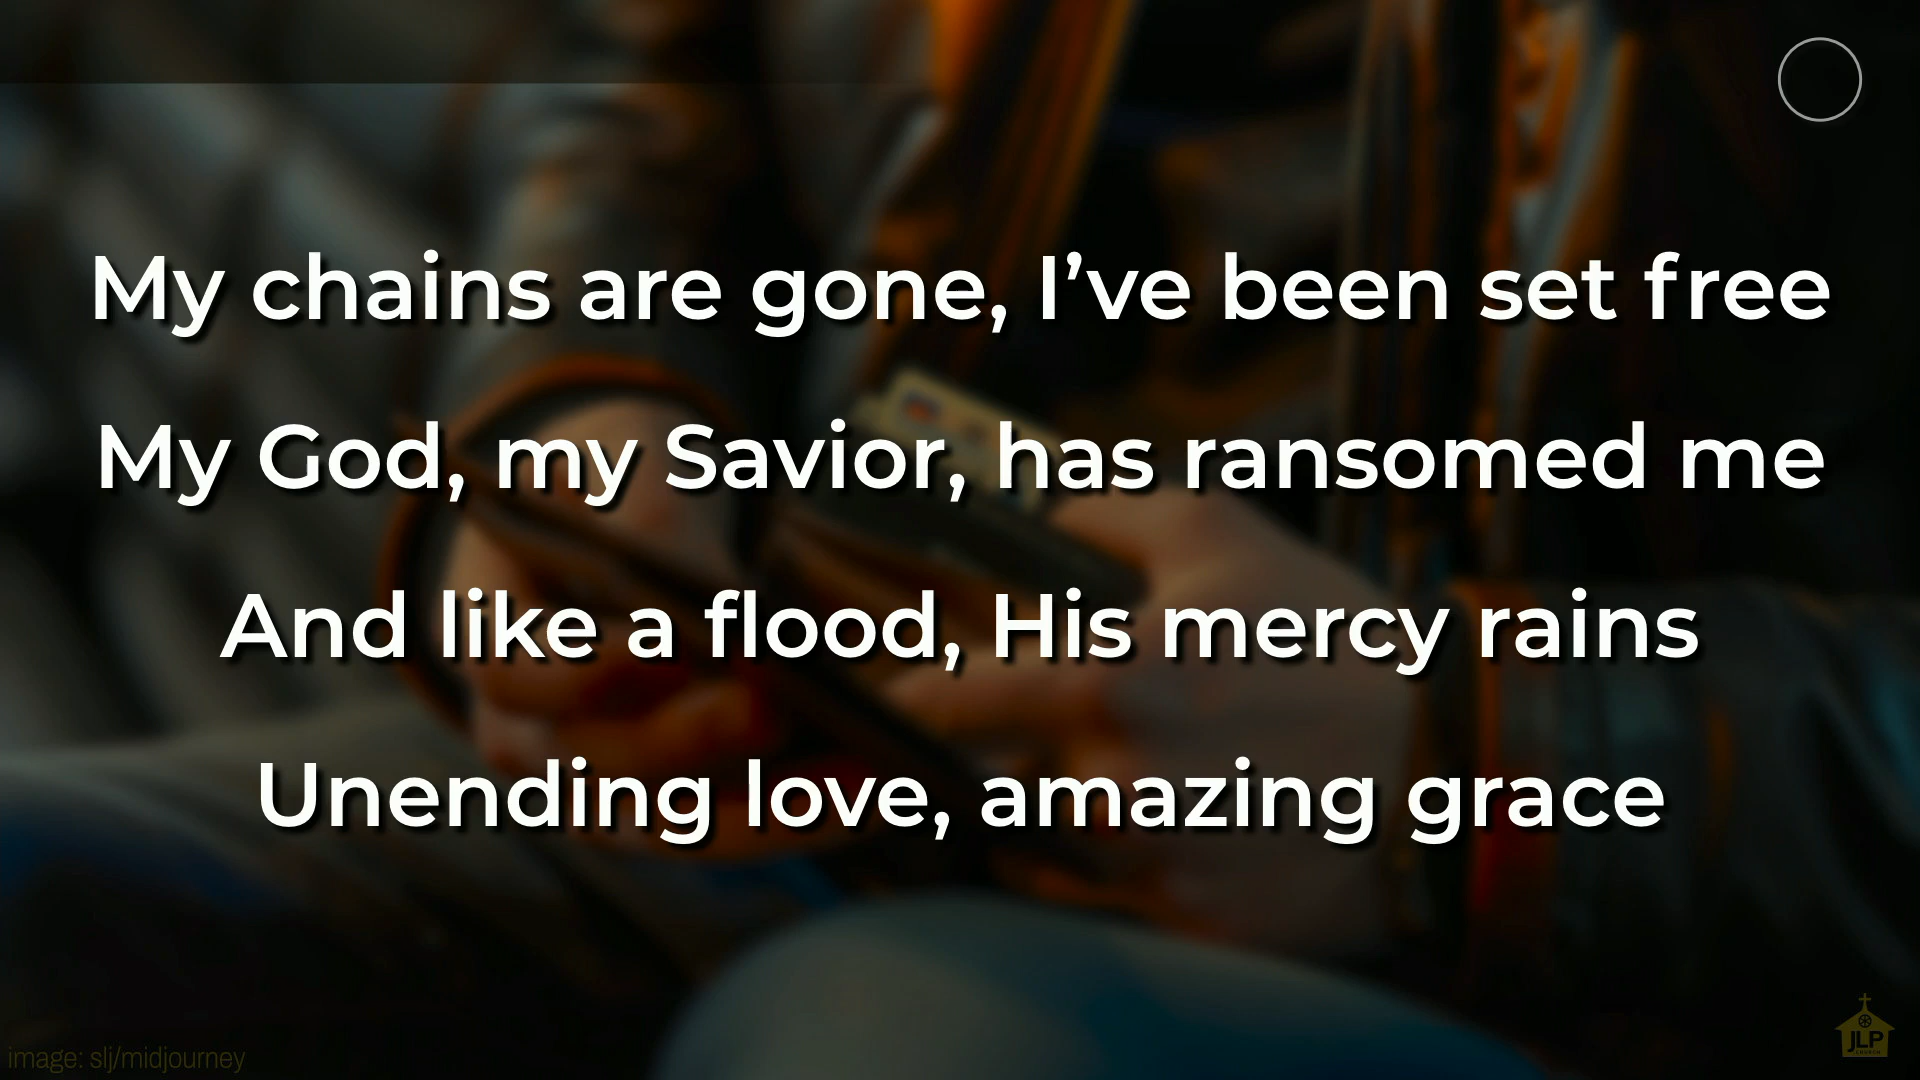 My chains are gone, I’ve been set free
My God, my Savior, has ransomed me
And like a flood, His mercy rains
Unending love, amazing grace
image: slj/midjourney
JLP
CHURCH